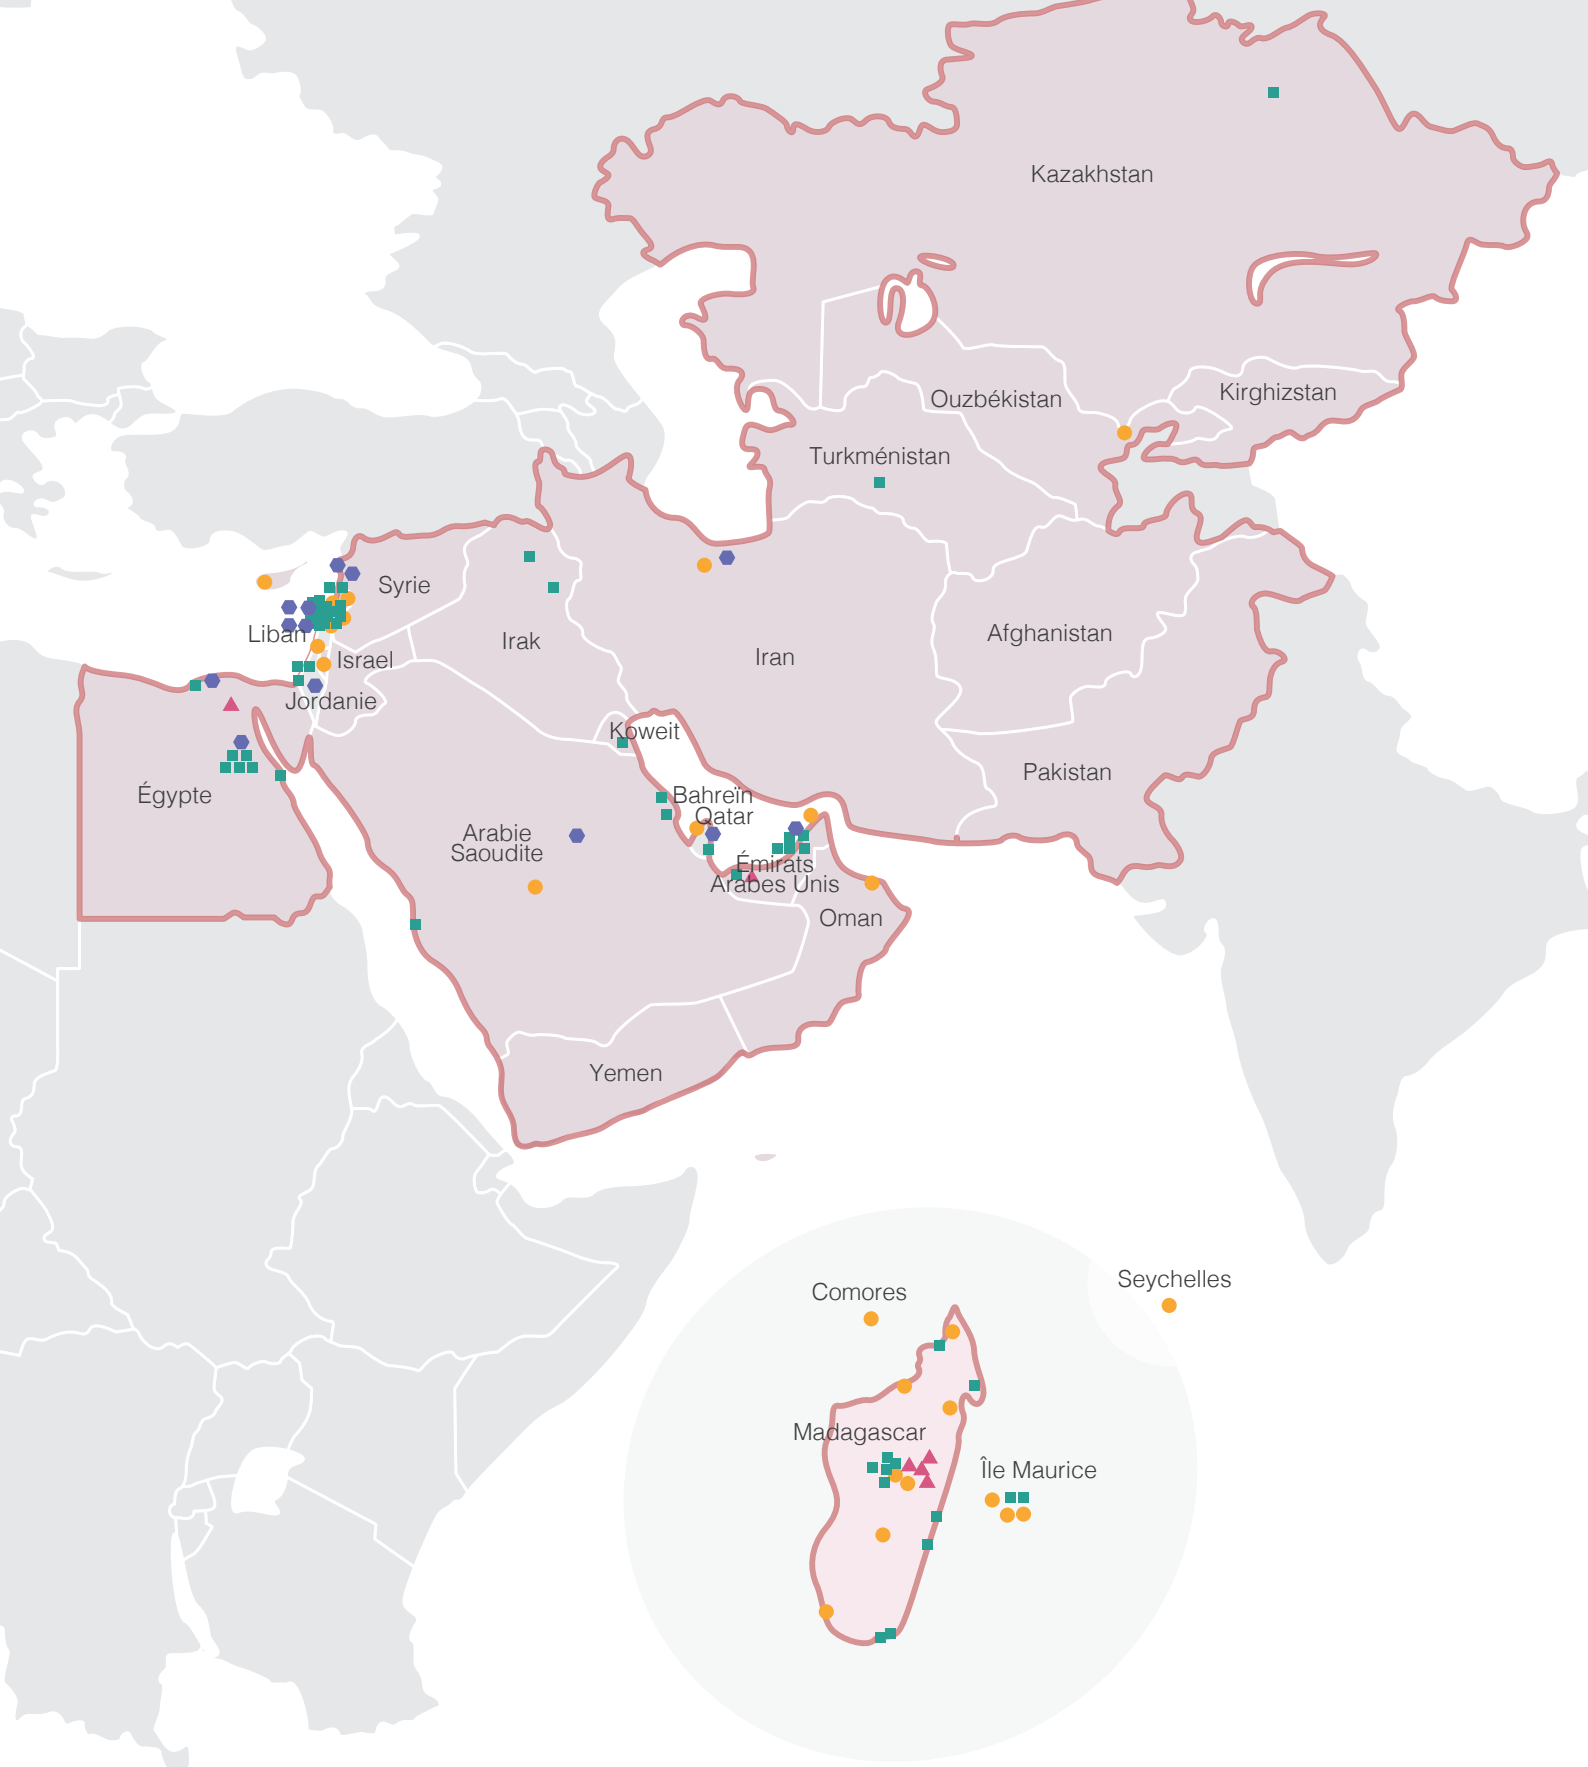 Kazakhstan
Kirghizstan
Ouzbékistan
Turkménistan
Syrie
Liban
Irak
Afghanistan
Iran
Israel
Jordanie
Koweit
Pakistan
Égypte
Bahreïn
Qatar
Arabie
Saoudite
Émirats
Arabes Unis
Oman
Yemen
Seychelles
Comores
Madagascar
Île Maurice